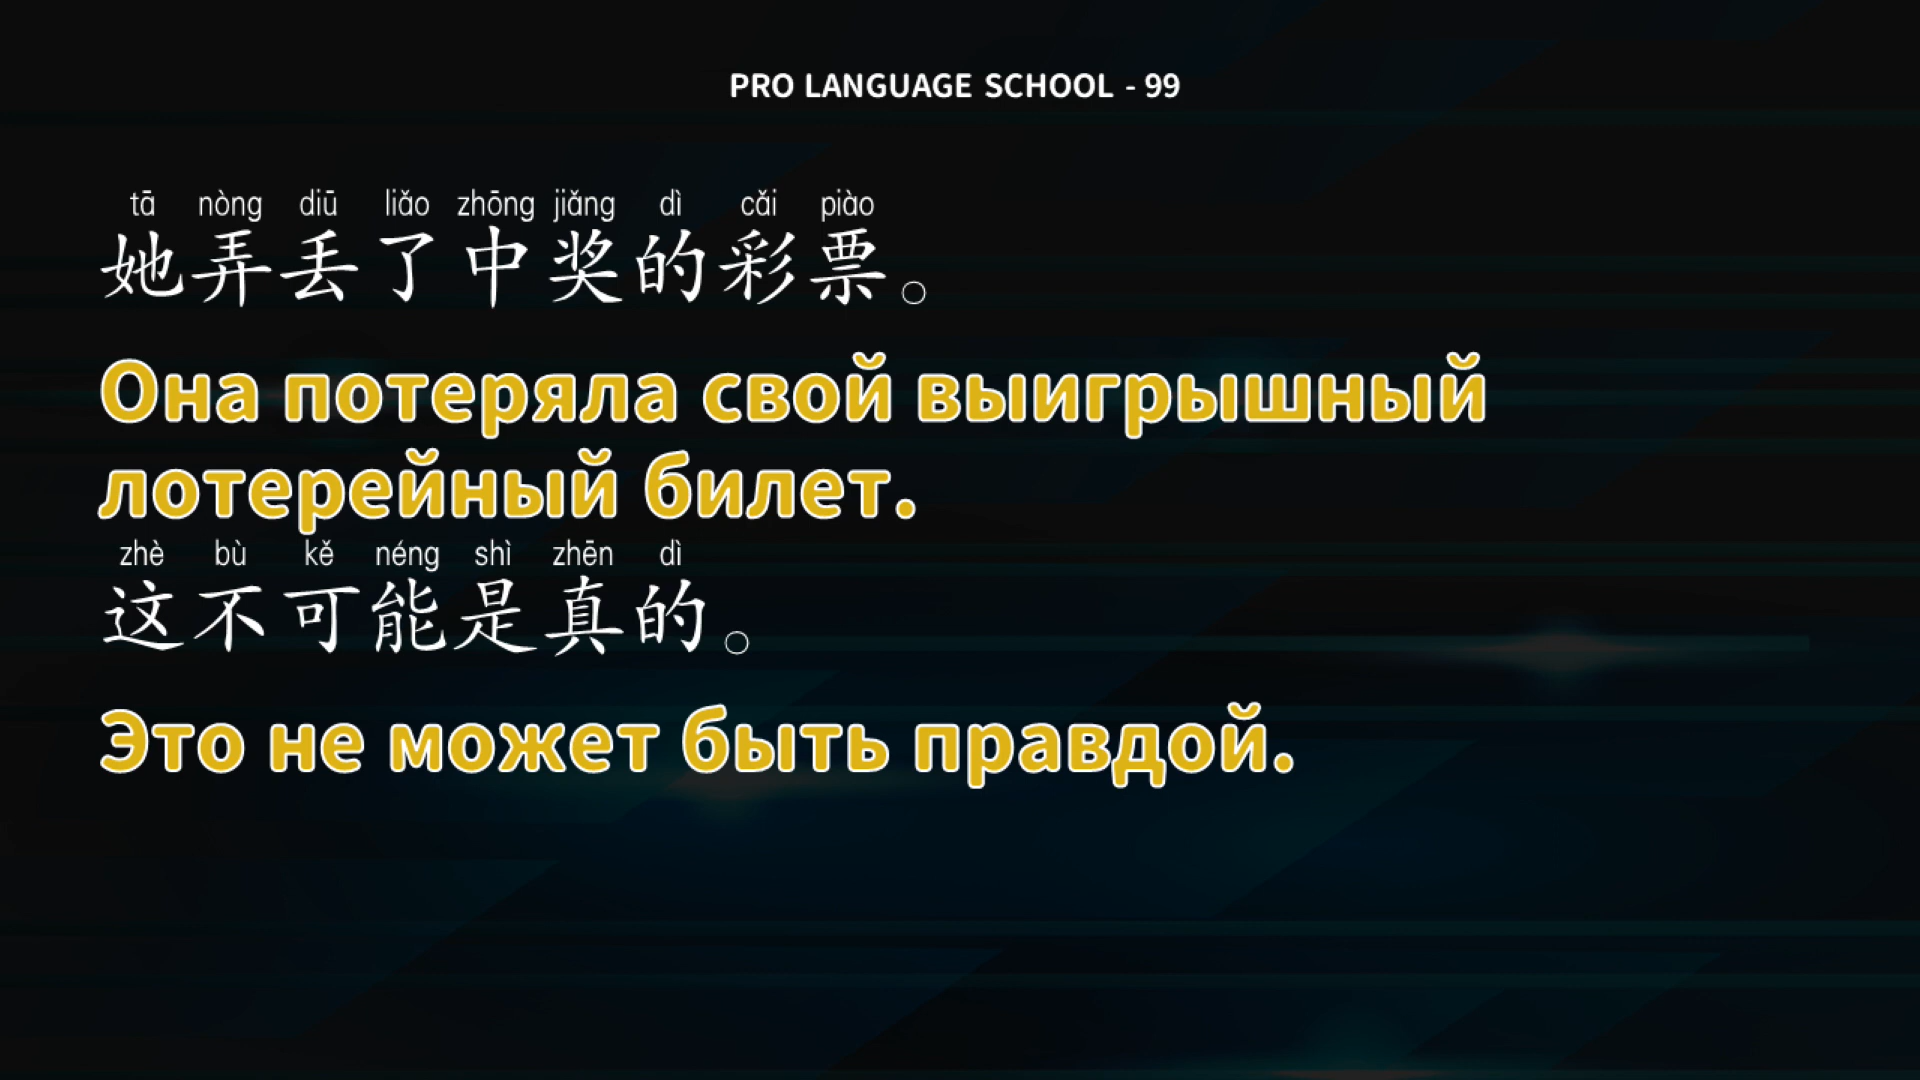 PRO LANGUAGE SCHOOL - 99
tā nòng diū liǎo zhōng jiǎng dì cǎi piào
她弄丢了中奖的彩票。
Она потеряла свой выигрышный
лотерейный билет.
zhè bù kě néng shì zhēn dì
这不可能是真的。
Это не может быть правдой.